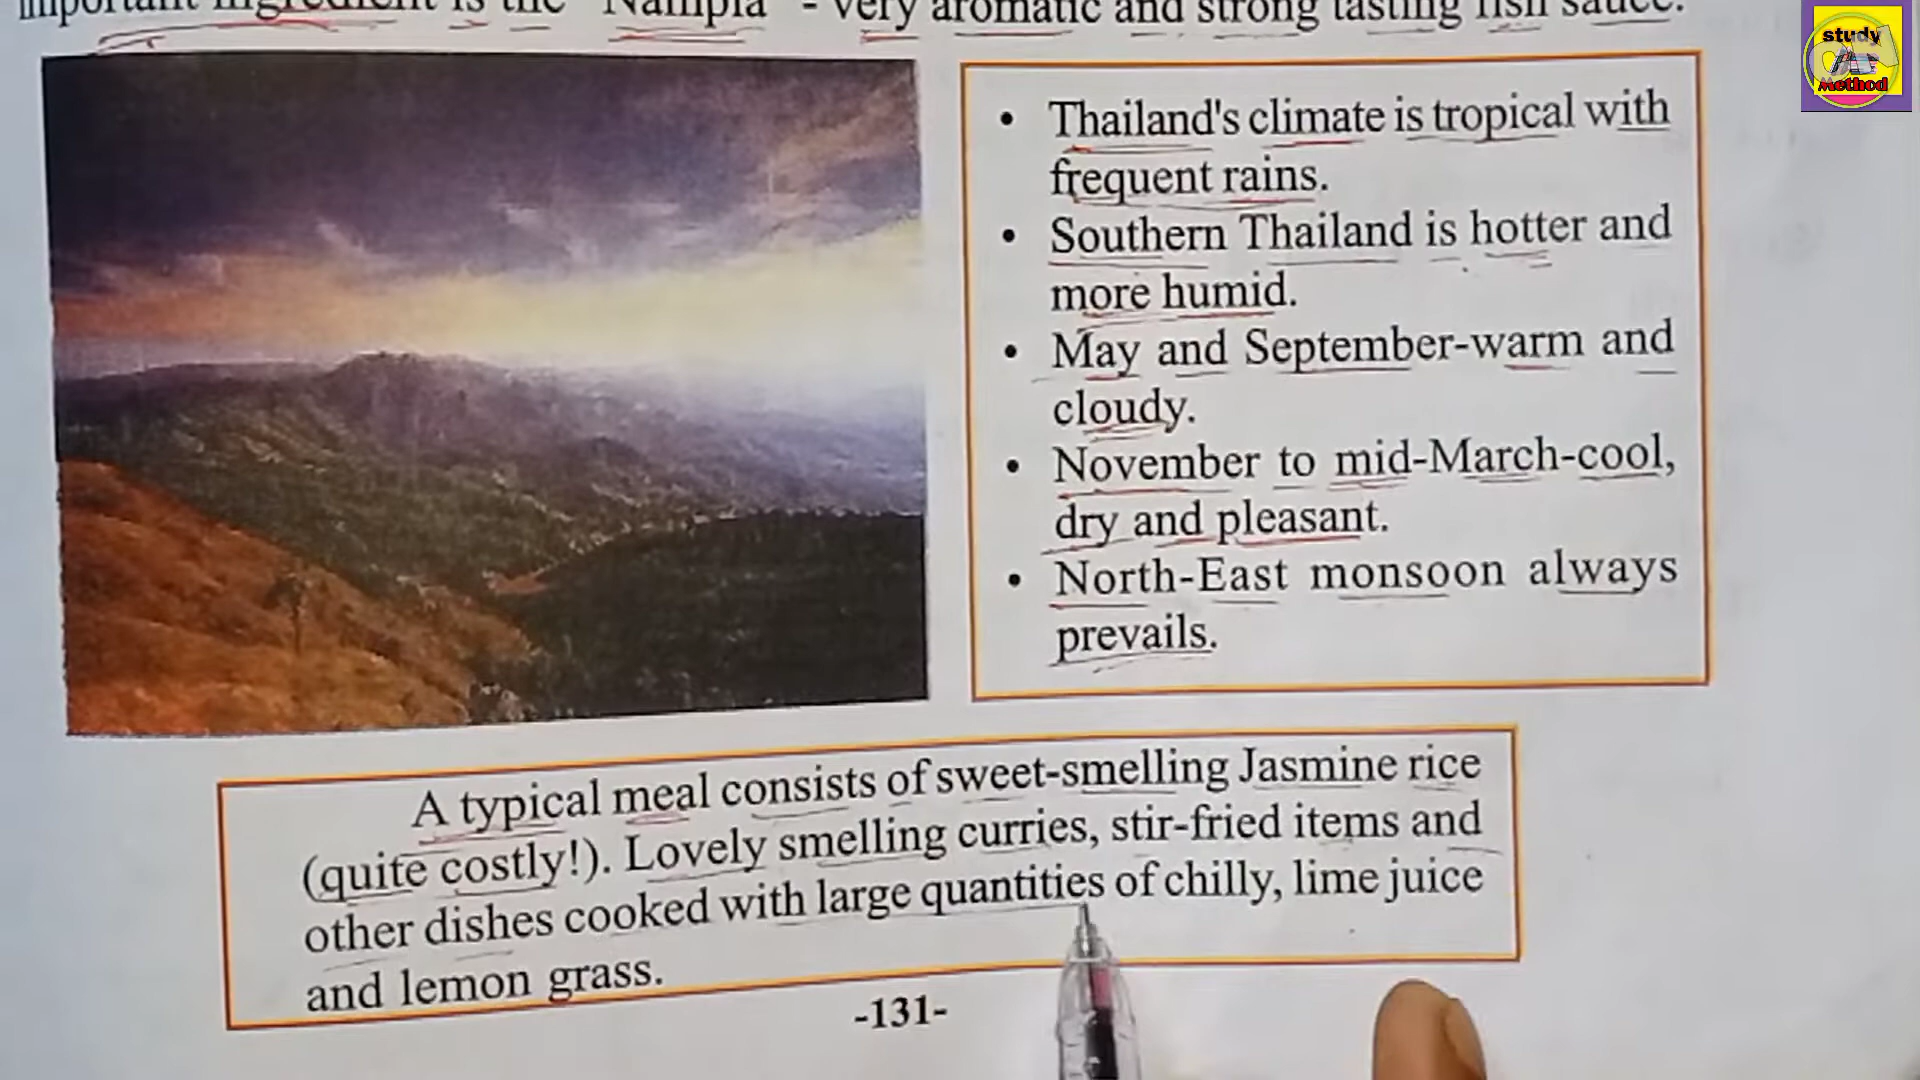 important ingredient is the "Nampla" - very aromatic and strong tasting fish sauce.
study
Method
• Thailand's climate is tropical with
frequent rains.
• Southern Thailand is hotter and
more humid.
• May and September-warm and
cloudy.
• November to mid-March-cool,
dry and pleasant.
• North-East monsoon always
prevails.
A typical meal consists of sweet-smelling Jasmine rice
(quite costly!). Lovely smelling curries, stir-fried items and
other dishes cooked with large quantities of chilly, lime juice
and lemon grass.
-131-